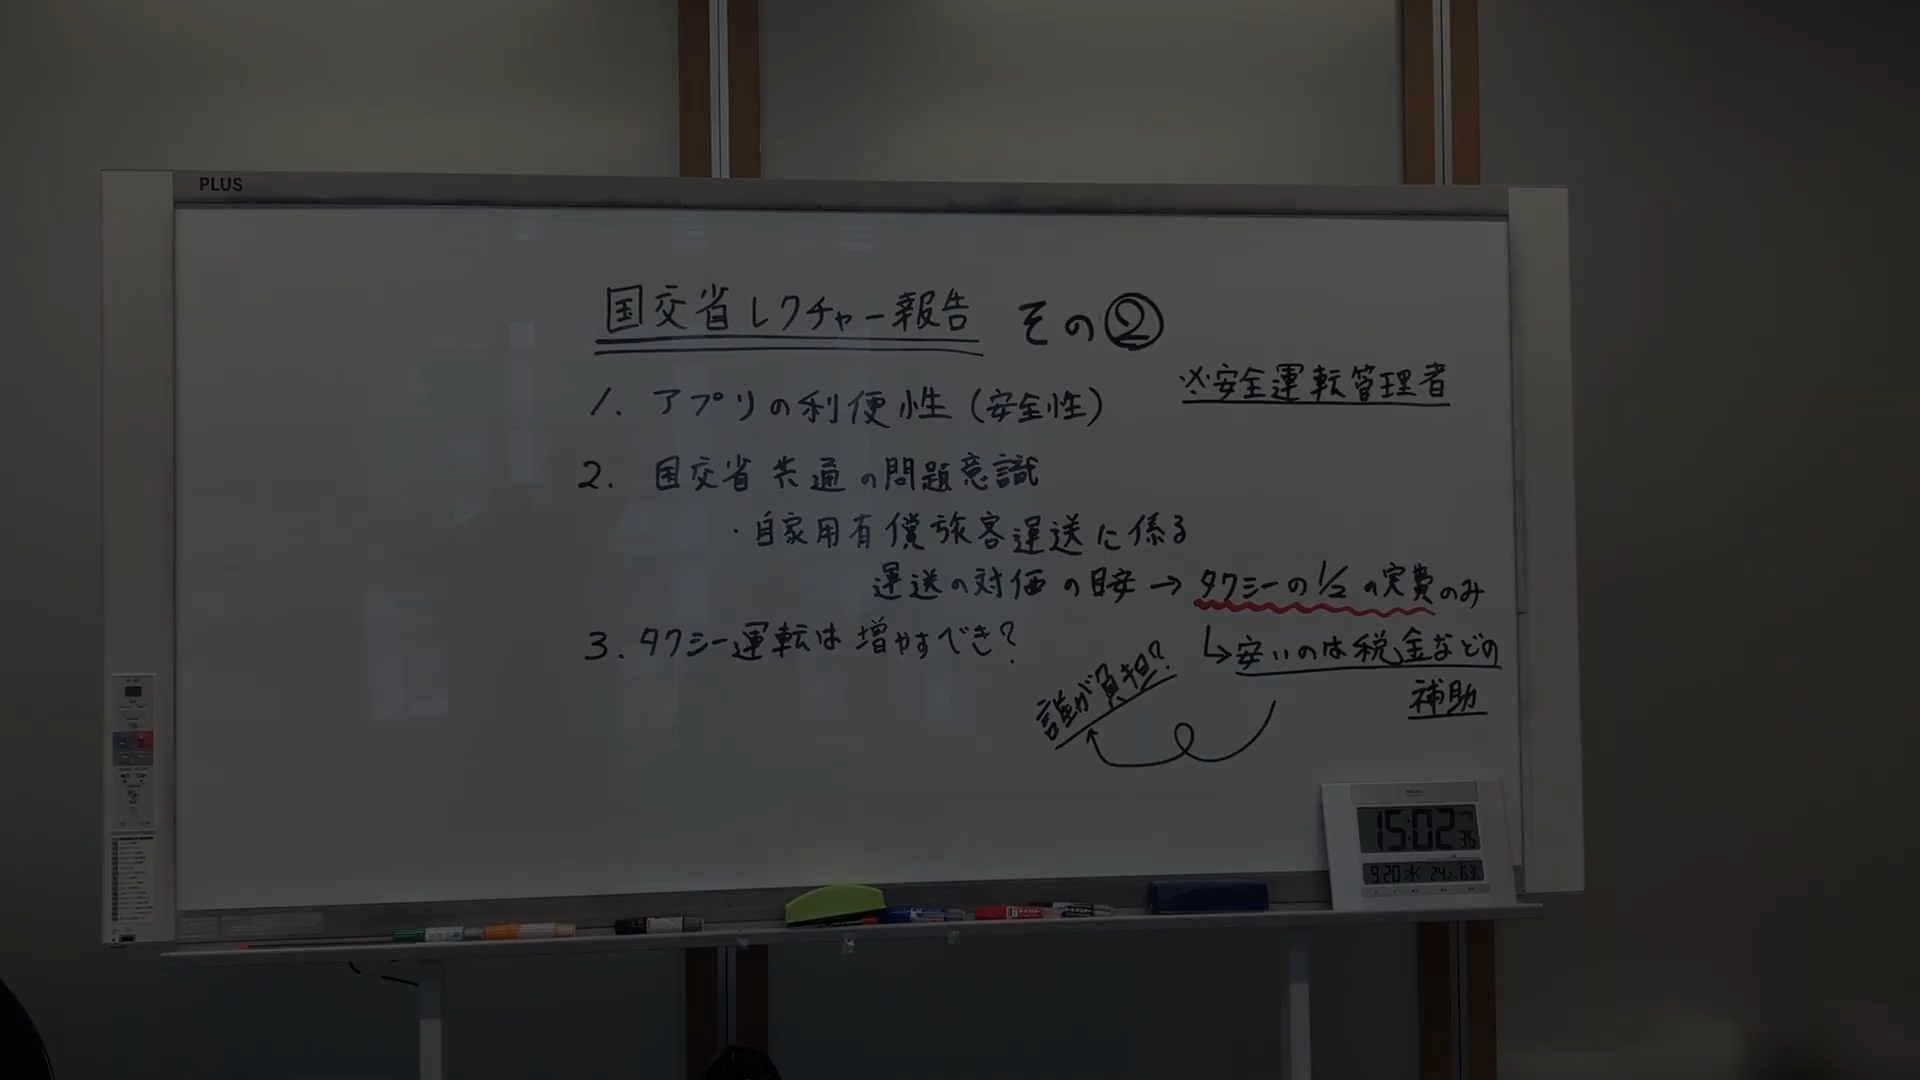 PLUS
国交省レクチャー報告 その②
※安全運転管理者
1. アプリの利便性(安全性)
2. 国交省共通の問題意識
・自家用有償旅客運送に係る
運送の対価の目安→タクシーの1/2の実費のみ
↳安いのは税金などの
補助
誰が負担?
3. タクシー運転は増やすべき?
15:02 36
9.20 水 24.2 63